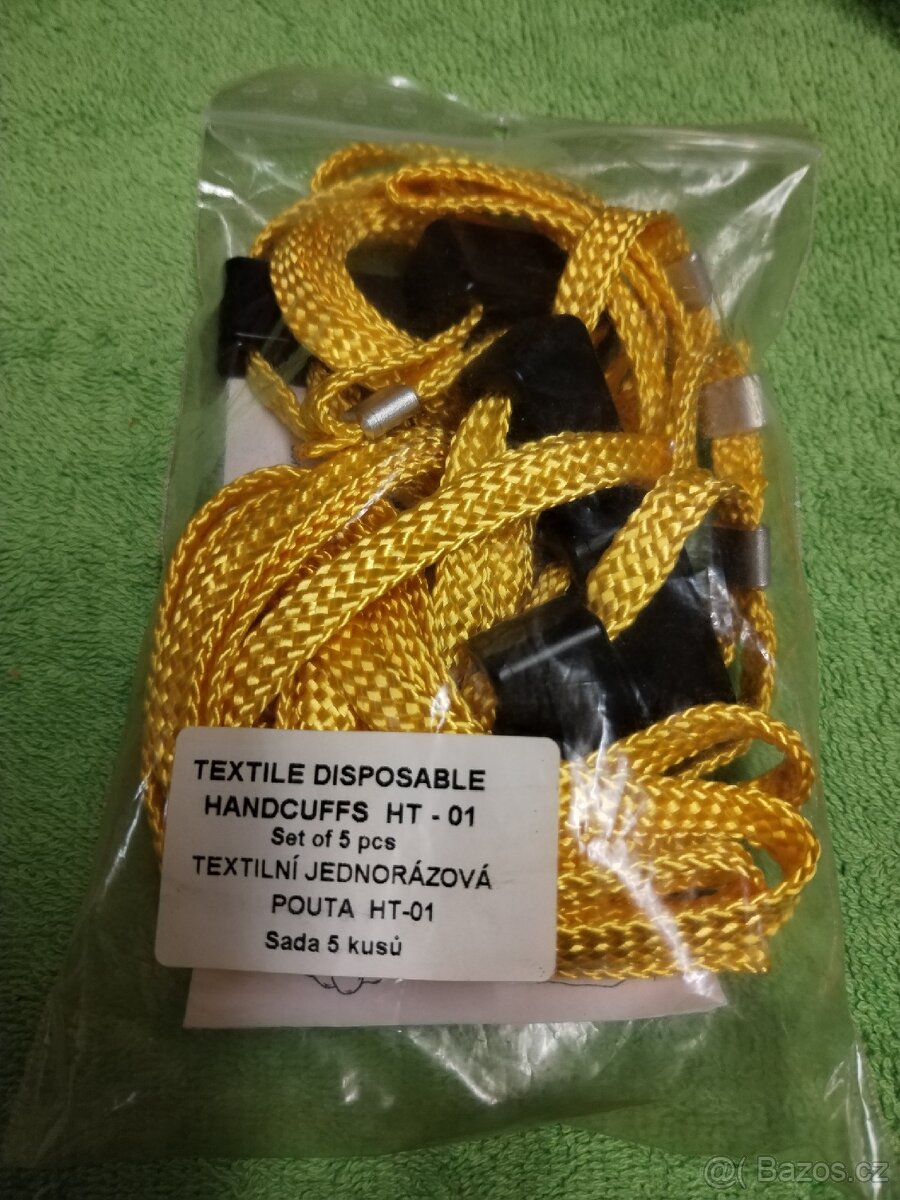 TEXTILE DISPOSABLE
HANDCUFFS HT - 01
Set of 5 pcs
TEXTILNÍ JEDNORÁZOVÁ
POUTA HT-01
Sada 5 kusů
@( Bazos.cz